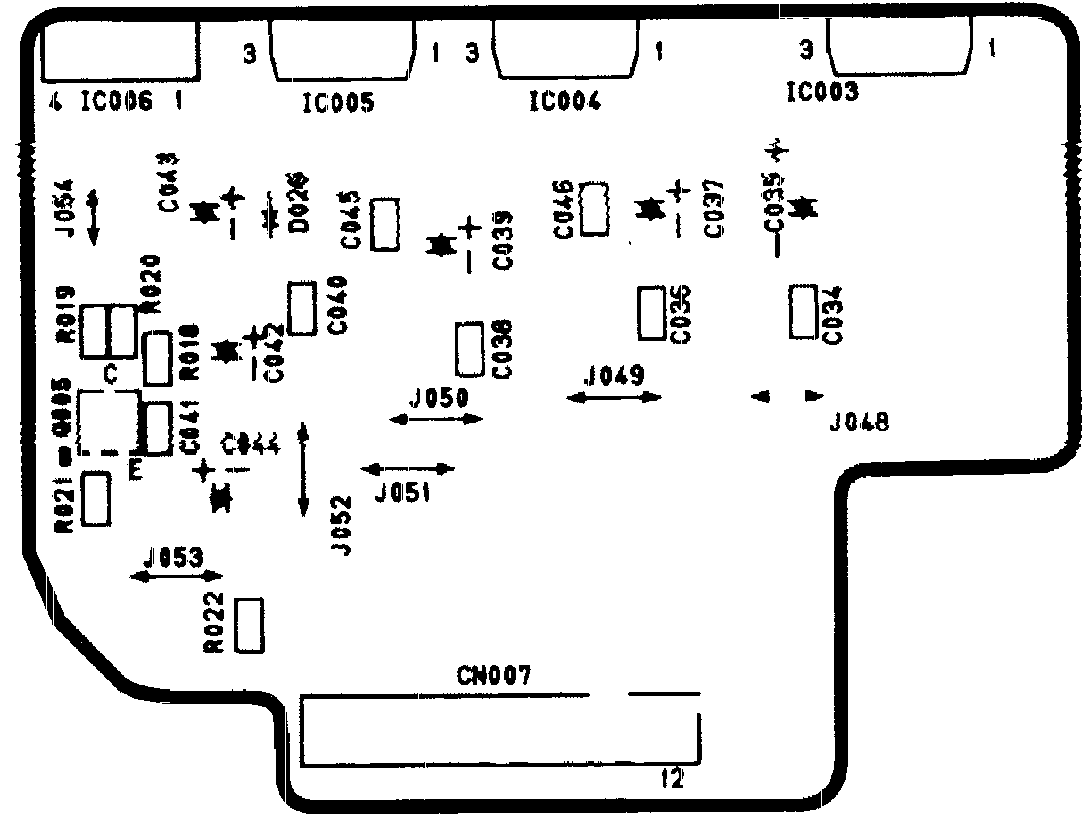 3 1 3 1 3 1
4 IC006 1 IC005 IC004 IC003
J054 C043 + - D026 C045 + - C039 C046 + - C037 C035 + -
R019 R020 R018 + - C042 C040 C038 C036 C034
C
Q005 B C041 C044 + -
E
J050 J049 J048
R021 J051
J052
J053
R022
CN007
12